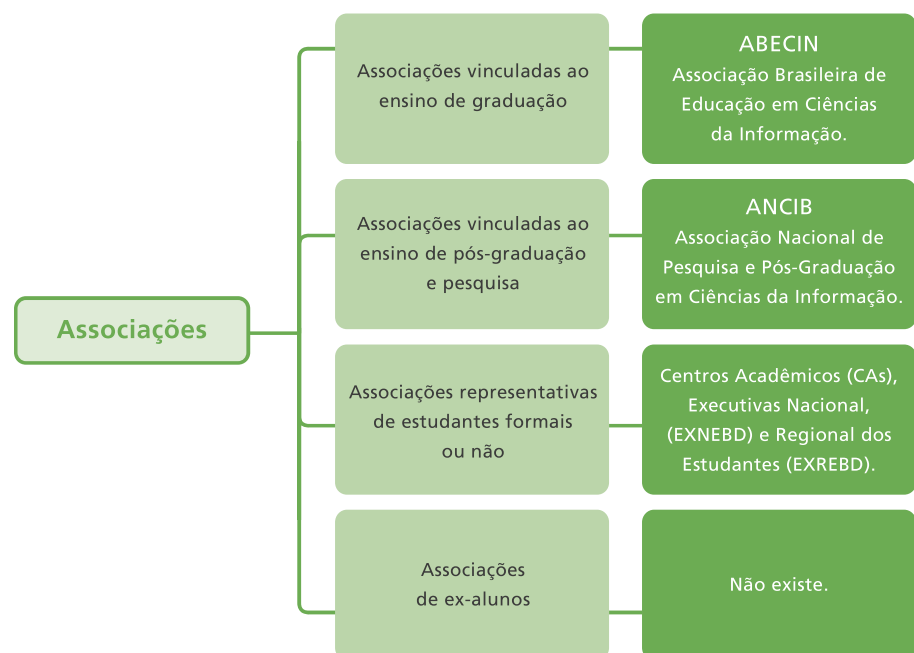 Associações
Associações vinculadas ao
ensino de graduação
ABECIN
Associação Brasileira de
Educação em Ciências
da Informação.
Associações vinculadas ao
ensino de pós-graduação
e pesquisa
ANCIB
Associação Nacional de
Pesquisa e Pós-Graduação
em Ciências da Informação.
Associações representativas
de estudantes formais
ou não
Centros Acadêmicos (CAs),
Executivas Nacional,
(EXNEBD) e Regional dos
Estudantes (EXREBD).
Associações
de ex-alunos
Não existe.